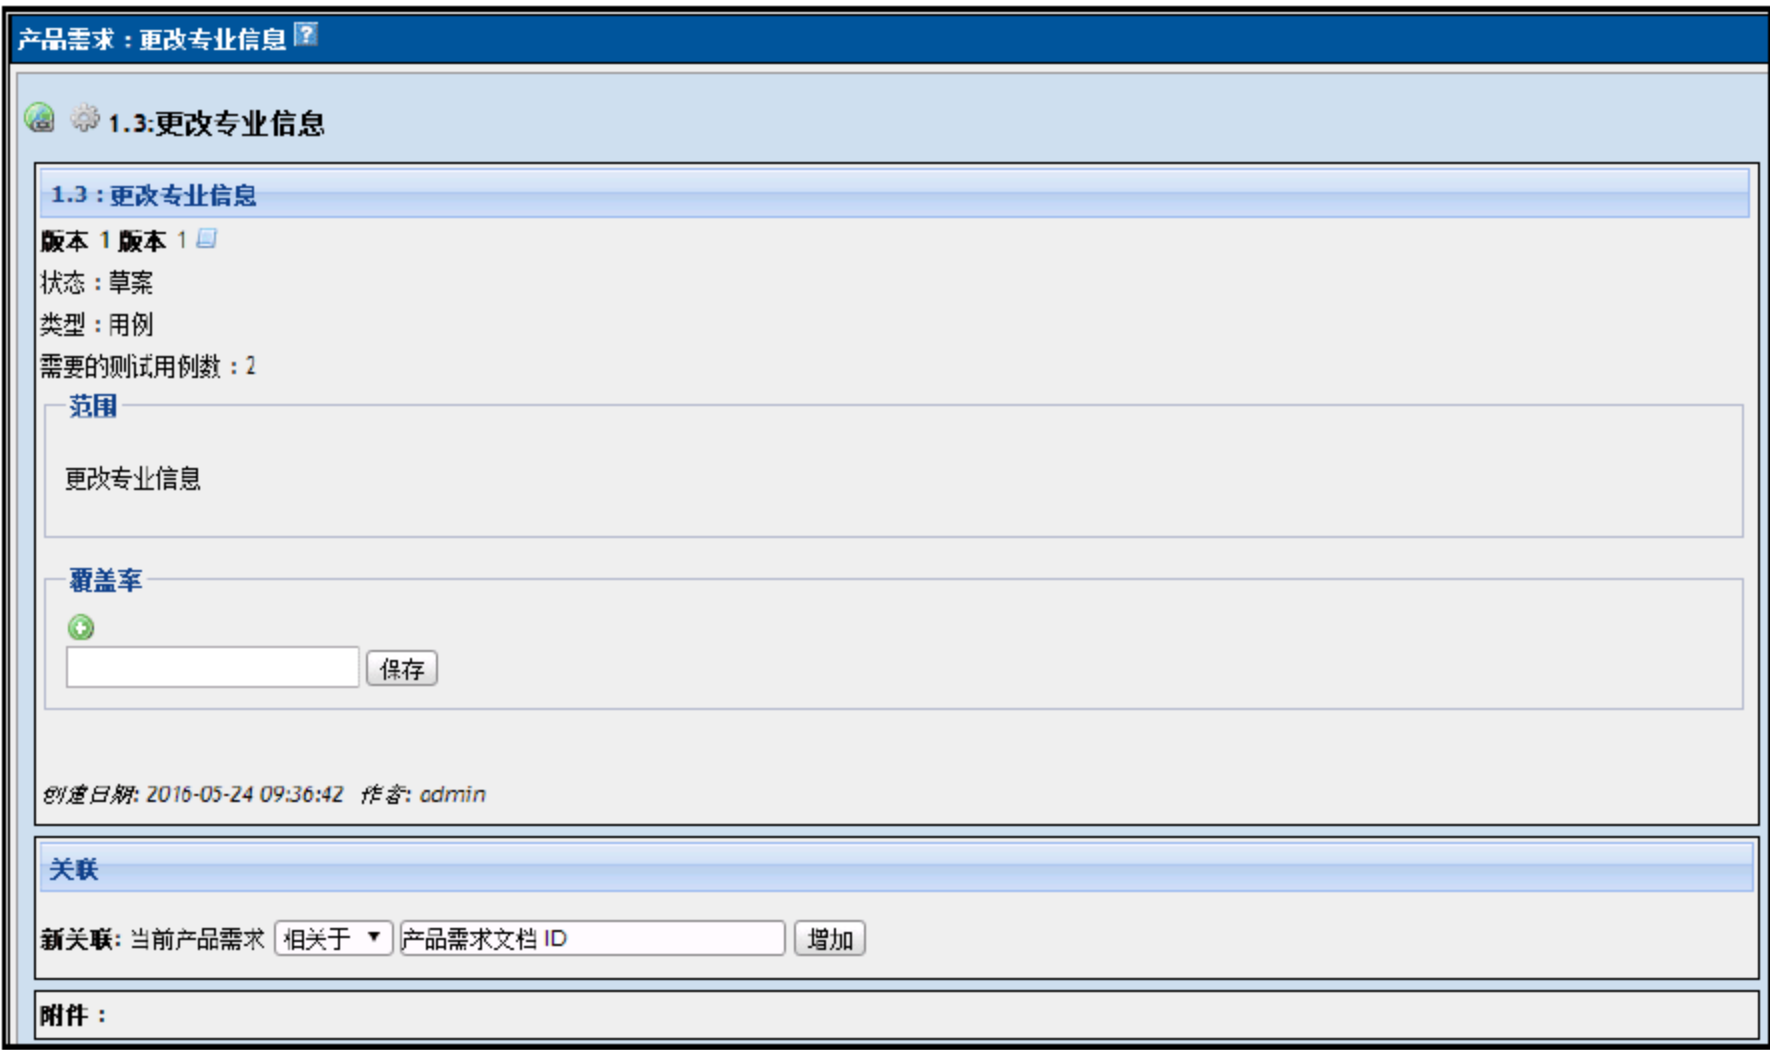 产品需求：更改专业信息 ?
1.3:更改专业信息
1.3：更改专业信息
版本 1 版本 1
状态：草案
类型：用例
需要的测试用例数：2
范围
更改专业信息
覆盖率
保存
创建日期: 2016-05-24 09:36:42 作者: admin
关联
新关联: 当前产品需求 相关于 产品需求文档 ID 增加
附件：